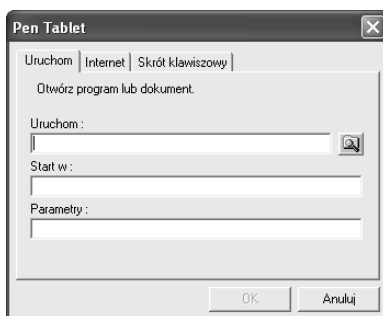 Pen Tablet
Uruchom Internet Skrót klawiszowy
Otwórz program lub dokument.
Uruchom :
Start w :
Parametry :
OK Anuluj